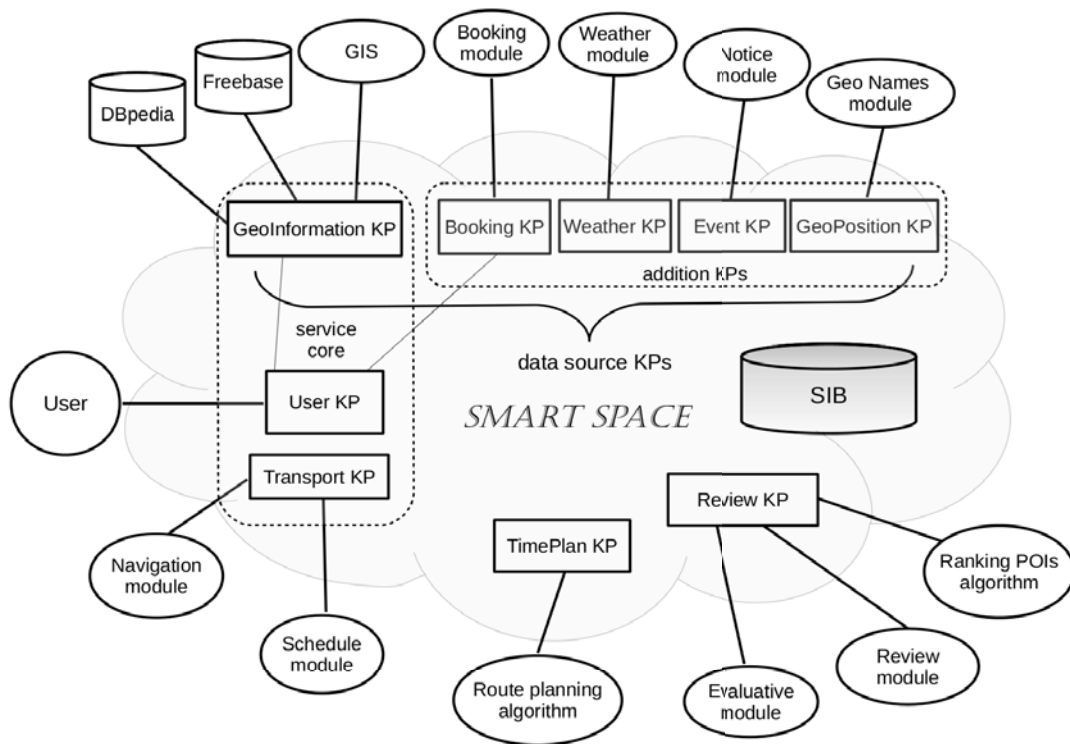 Booking
module
Weather
module
Notice
module
GIS
Freebase
Geo Names
module
DBpedia
GeoInformation KP
Booking KP
Weather KP
Event KP
GeoPosition KP
addition KPs
service
core
data source KPs
User
User KP
SMART SPACE
SIB
Transport KP
Review KP
TimePlan KP
Navigation
module
Ranking POIs
algorithm
Schedule
module
Review
module
Route planning
algorithm
Evaluative
module